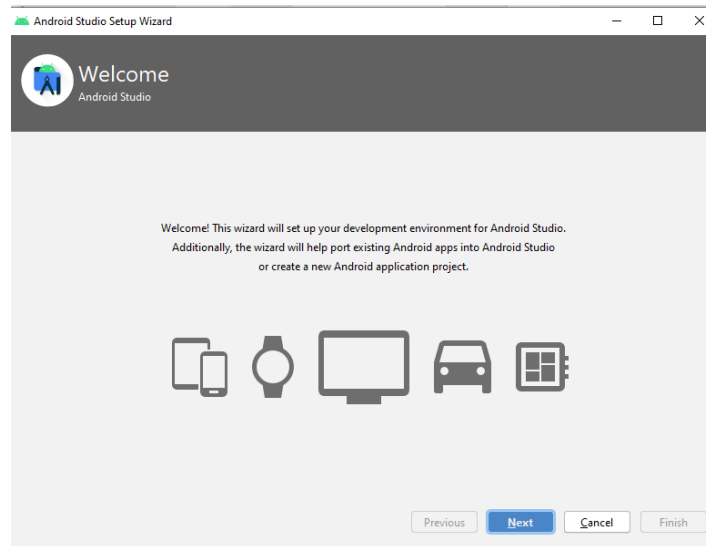 Android Studio Setup Wizard
Welcome
Android Studio
Welcome! This wizard will set up your development environment for Android Studio.
Additionally, the wizard will help port existing Android apps into Android Studio
or create a new Android application project.
Previous Next Cancel Finish